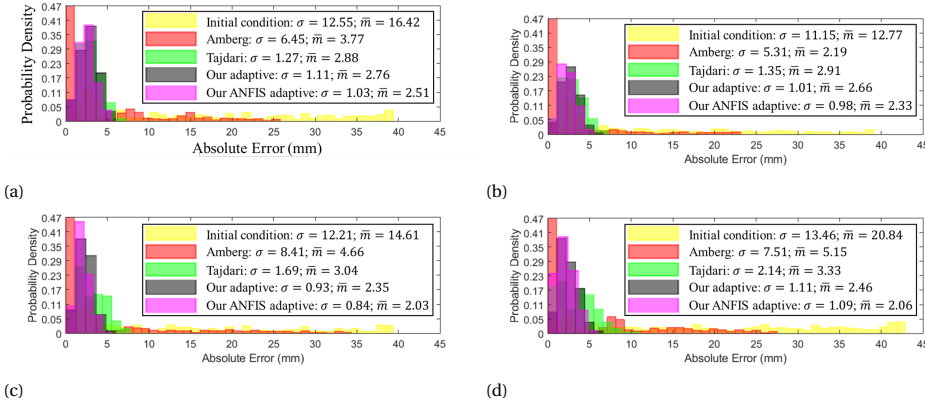 0.47
0.41
0.35
0.29
0.23
0.17
0.11
0.05
0
Probability Density
Initial condition: σ = 12.55; m̅ = 16.42
Amberg: σ = 6.45; m̅ = 3.77
Tajdari: σ = 1.27; m̅ = 2.88
Our adaptive: σ = 1.11; m̅ = 2.76
Our ANFIS adaptive: σ = 1.03; m̅ = 2.51
0 5 10 15 20 25 30 35 40 45
Absolute Error (mm)
(a)
0.47
0.41
0.35
0.29
0.23
0.17
0.11
0.05
0
Probability Density
Initial condition: σ = 11.15; m̅ = 12.77
Amberg: σ = 5.31; m̅ = 2.19
Tajdari: σ = 1.35; m̅ = 2.91
Our adaptive: σ = 1.01; m̅ = 2.66
Our ANFIS adaptive: σ = 0.98; m̅ = 2.33
0 5 10 15 20 25 30 35 40 45
Absolute Error (mm)
(b)
0.47
0.41
0.35
0.29
0.23
0.17
0.11
0.05
0
Probability Density
Initial condition: σ = 12.21; m̅ = 14.61
Amberg: σ = 8.41; m̅ = 4.66
Tajdari: σ = 1.69; m̅ = 3.04
Our adaptive: σ = 0.93; m̅ = 2.35
Our ANFIS adaptive: σ = 0.84; m̅ = 2.03
0 5 10 15 20 25 30 35 40 45
Absolute Error (mm)
(c)
0.47
0.41
0.35
0.29
0.23
0.17
0.11
0.05
0
Probability Density
Initial condition: σ = 13.46; m̅ = 20.84
Amberg: σ = 7.51; m̅ = 5.15
Tajdari: σ = 2.14; m̅ = 3.33
Our adaptive: σ = 1.11; m̅ = 2.46
Our ANFIS adaptive: σ = 1.09; m̅ = 2.06
0 5 10 15 20 25 30 35 40 45
Absolute Error (mm)
(d)